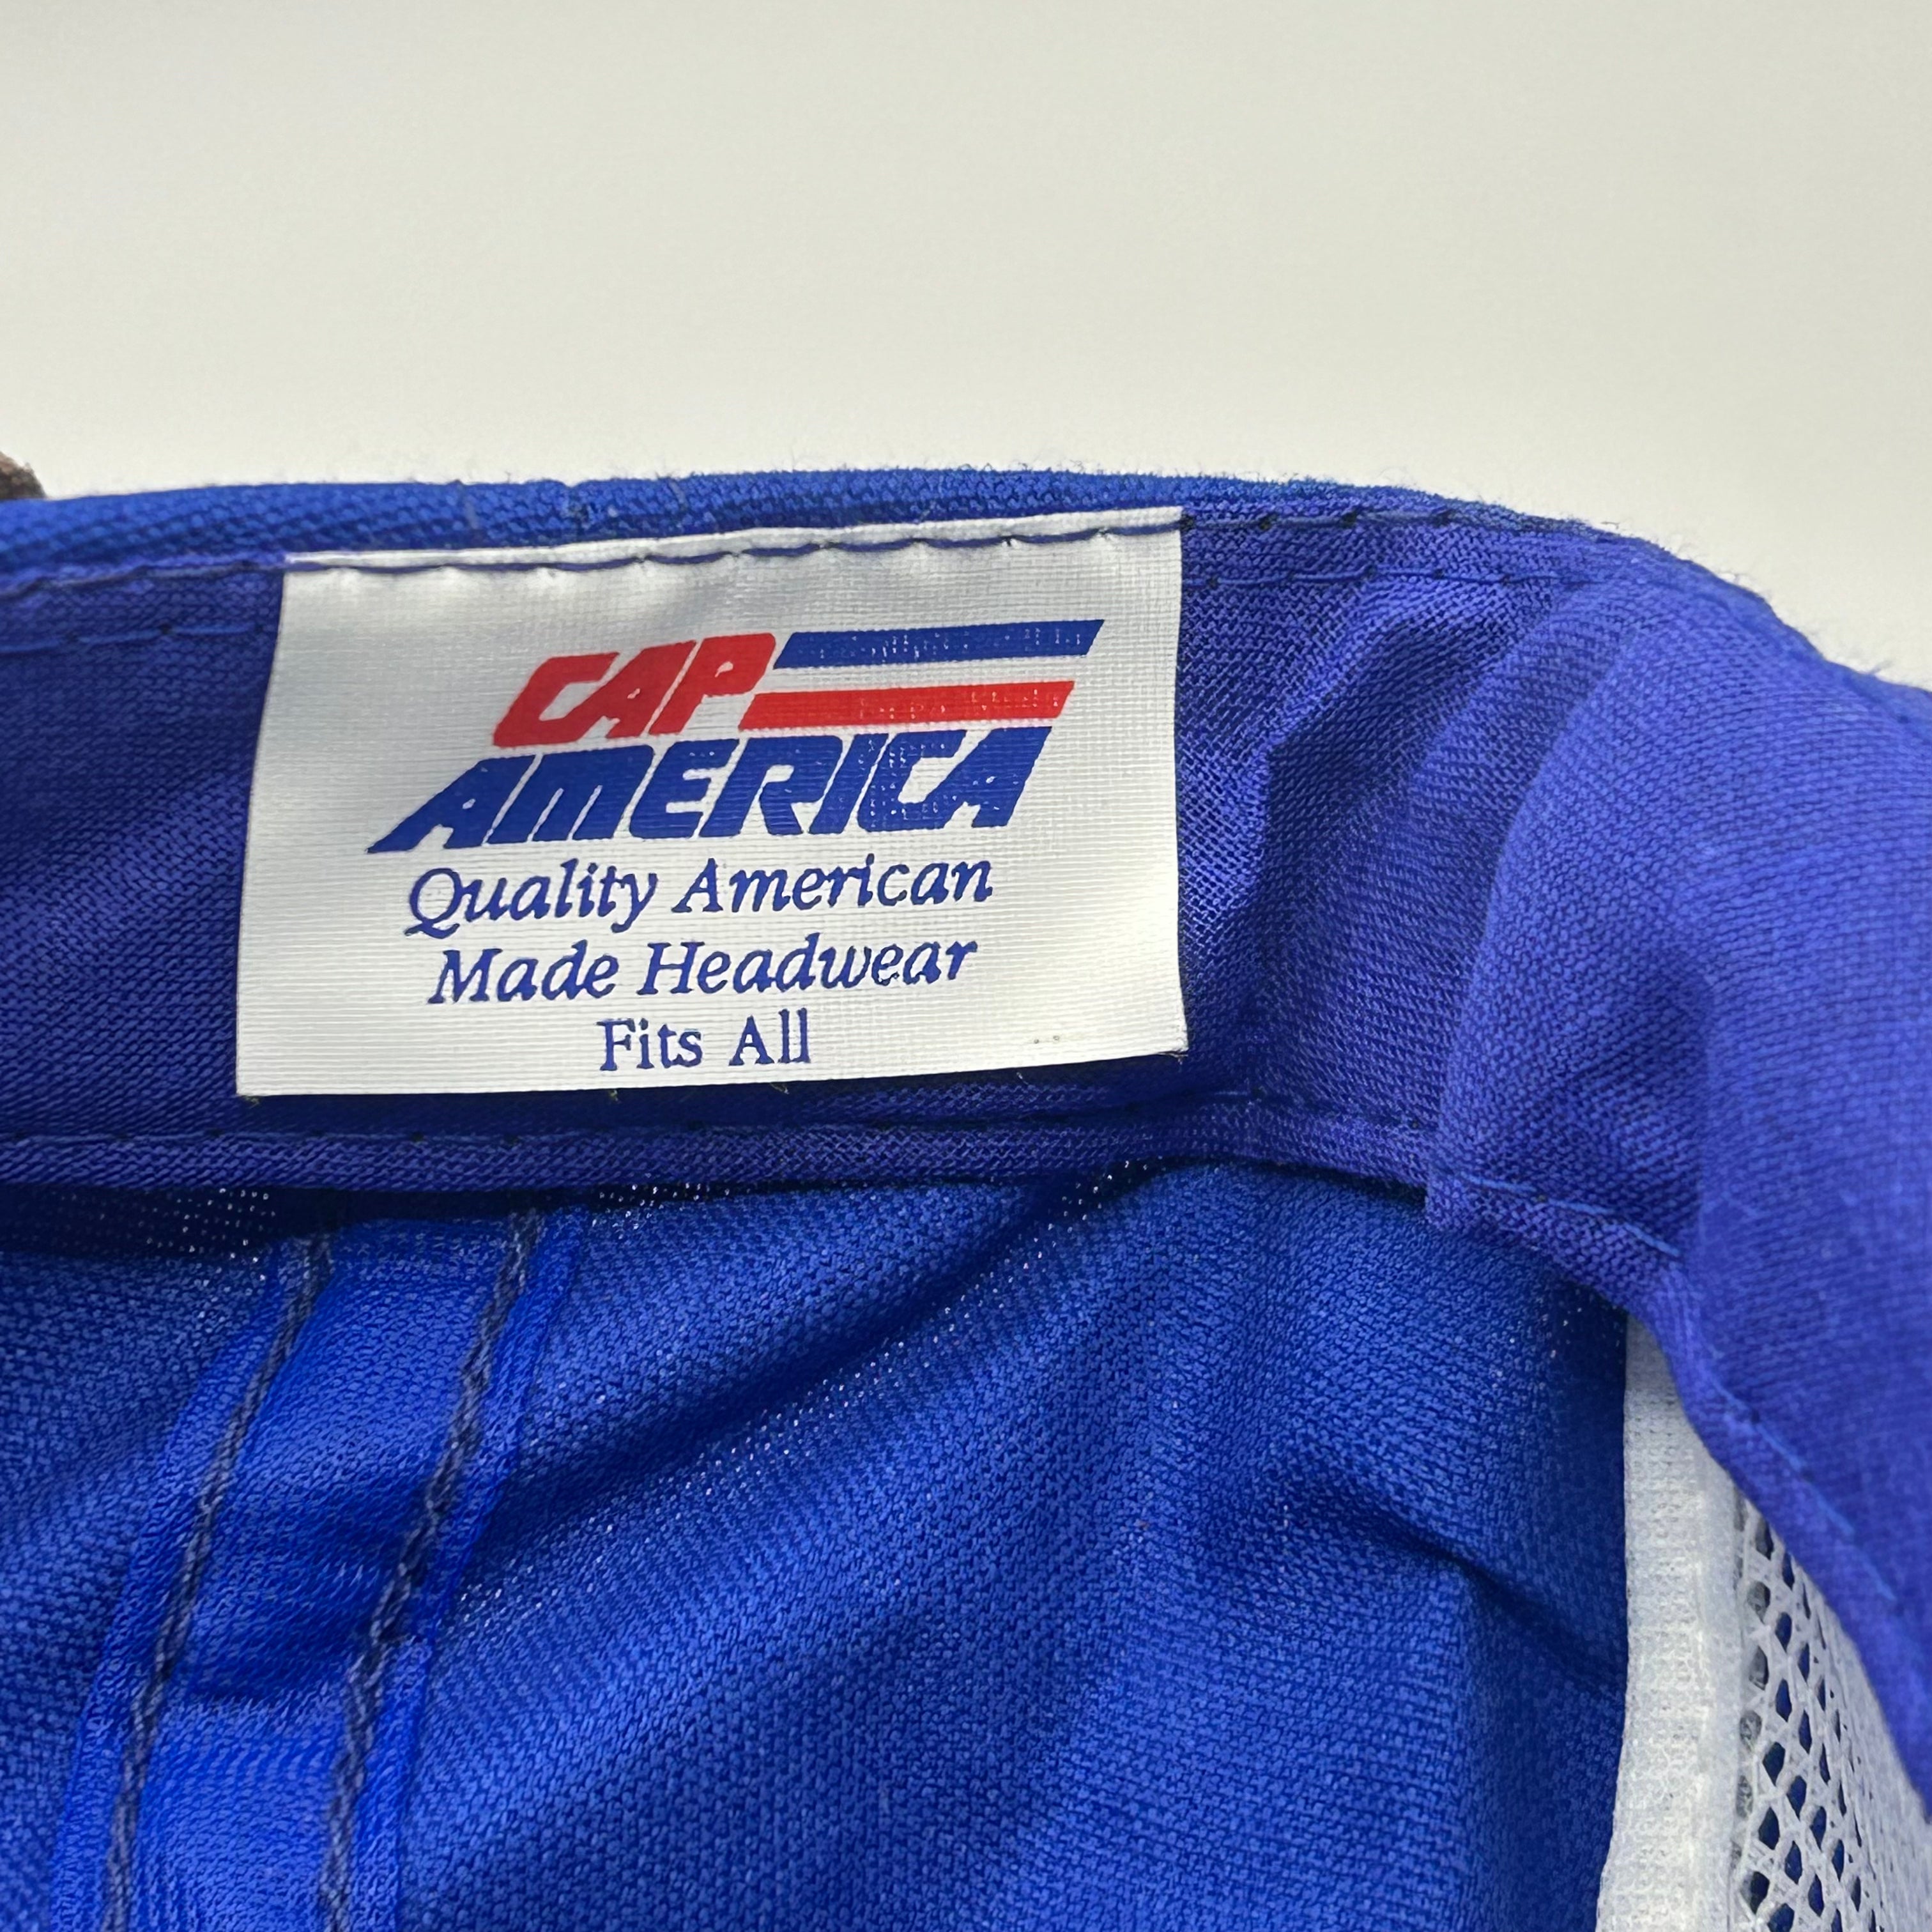 CAP
AMERICA
Quality American
Made Headwear
Fits All